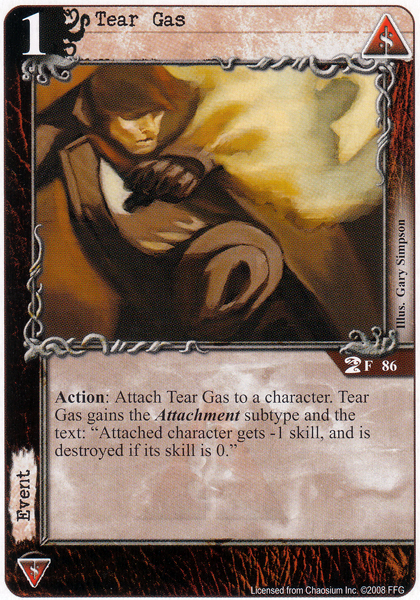 1
Tear Gas
Illus. Gary Simpson
F 86
Action: Attach Tear Gas to a character. Tear
Gas gains the Attachment subtype and the
text: “Attached character gets -1 skill, and is
destroyed if its skill is 0.”
Event
Licensed from Chaosium Inc. ©2008 FFG